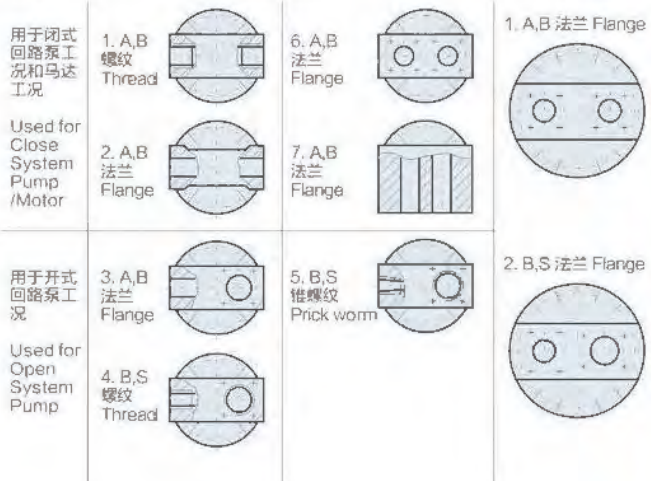 用于闭式
回路泵工
况和马达
工况
Used for
Close
System
Pump
/Motor
1. A,B
螺纹
Thread
2. A,B
法兰
Flange
6. A,B
法兰
Flange
7. A,B
法兰
Flange
1. A,B 法兰 Flange
用于开式
回路泵工
况
Used for
Open
System
Pump
3. A,B
法兰
Flange
4. B,S
螺纹
Thread
5. B,S
锥螺纹
Prick worm
2. B,S 法兰 Flange